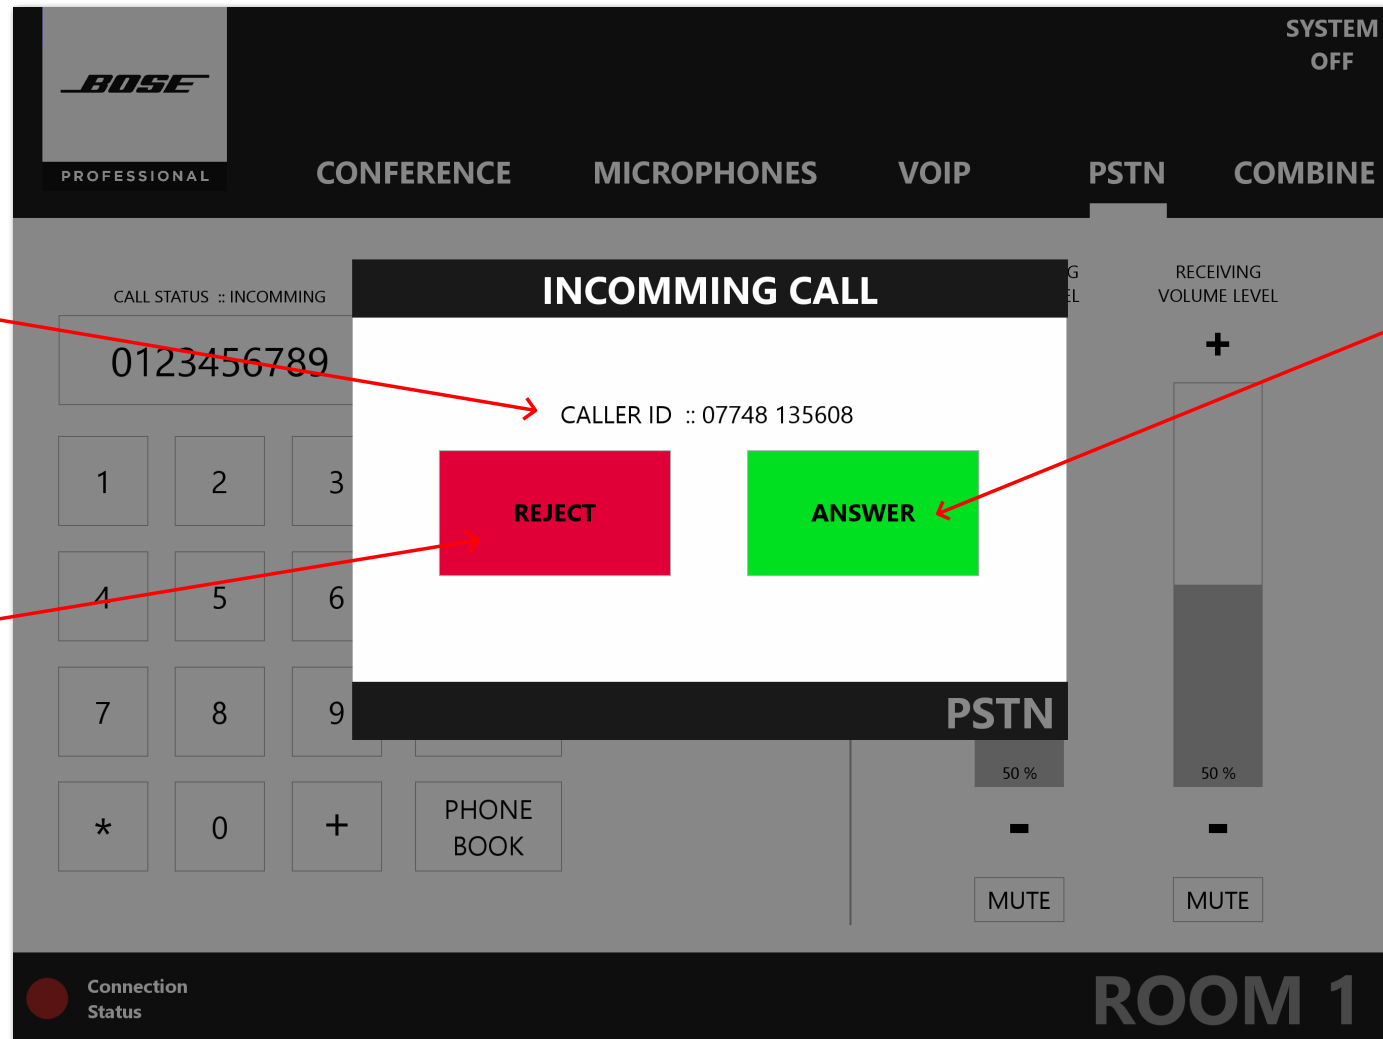 SYSTEM
OFF
BOSE
PROFESSIONAL
CONFERENCE MICROPHONES VOIP PSTN COMBINE
CALL STATUS :: INCOMMING
0123456789
INCOMMING CALL
CALLER ID :: 07748 135608
REJECT ANSWER
PSTN
G
EL
RECEIVING
VOLUME LEVEL
+
1 2 3
4 5 6
7 8 9
* 0 +
PHONE
BOOK
50 % 50 %
- -
MUTE MUTE
Connection
Status
ROOM 1